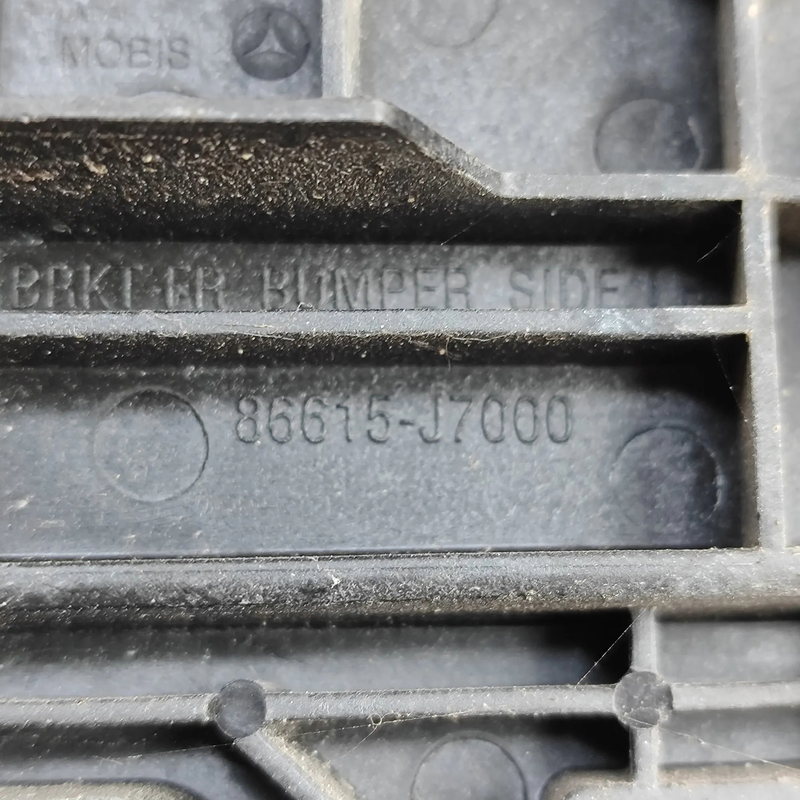 MOBIS
BRKT FR BUMPER SIDE
86615-J7000